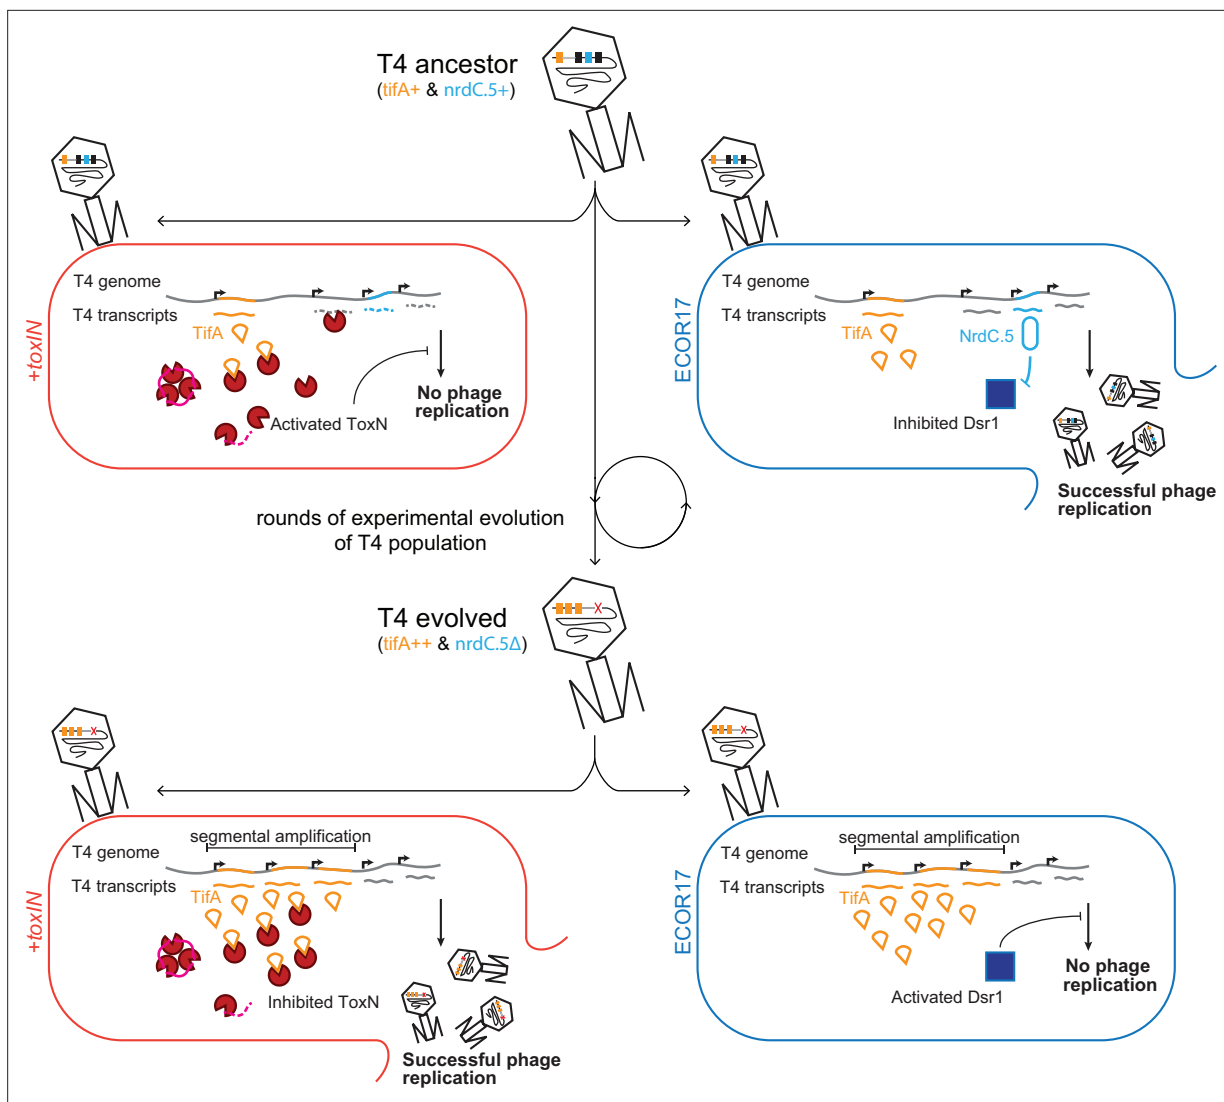 T4 ancestor
(tifA+ & nrdC.5+)
+toxIN
T4 genome
T4 transcripts
TifA
Activated ToxN
No phage
replication
ECOR17
T4 genome
T4 transcripts
TifA
NrdC.5
Inhibited Dsr1
Successful phage
replication
rounds of experimental evolution
of T4 population
T4 evolved
(tifA++ & nrdC.5Δ)
+toxIN
segmental amplification
T4 genome
T4 transcripts
TifA
Inhibited ToxN
Successful phage
replication
ECOR17
segmental amplification
T4 genome
T4 transcripts
TifA
Activated Dsr1
No phage
replication